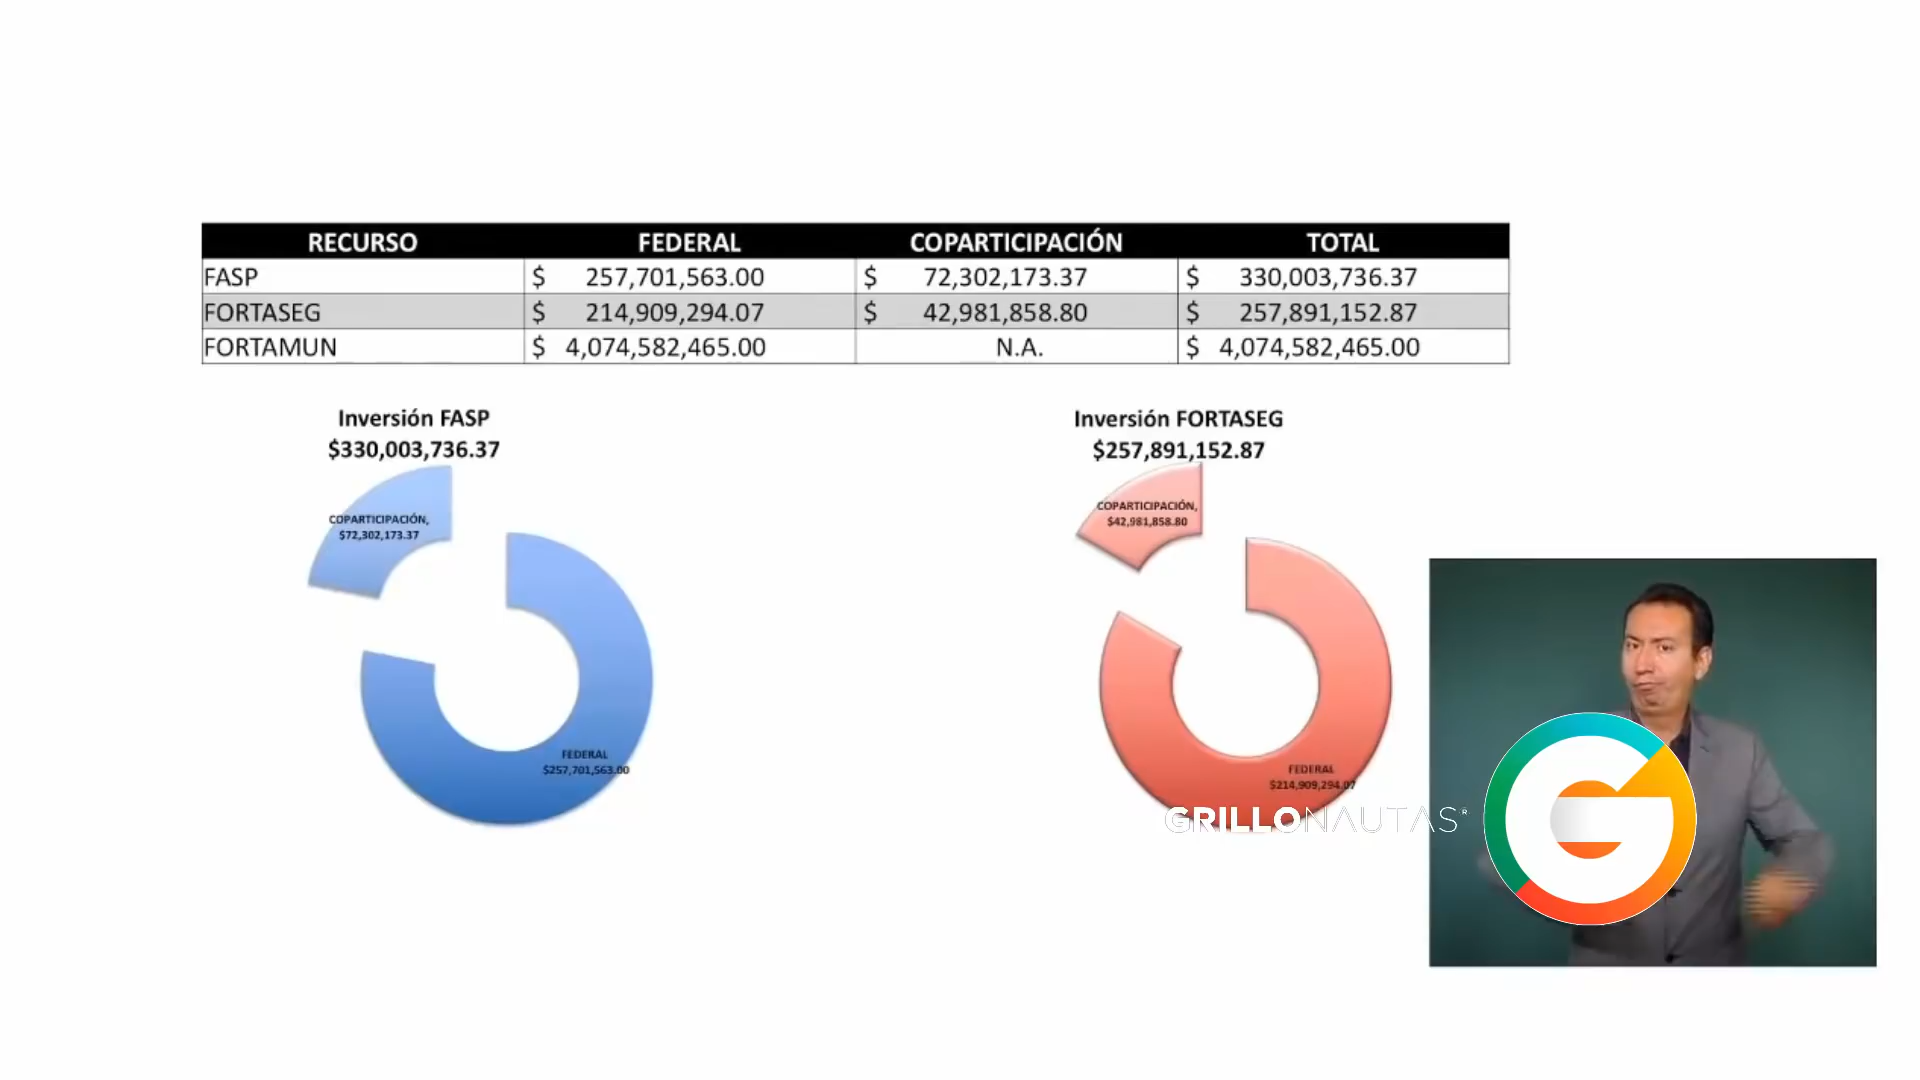 RECURSO FEDERAL COPARTICIPACIÓN TOTAL
FASP $ 257,701,563.00 $ 72,302,173.37 $ 330,003,736.37
FORTASEG $ 214,909,294.07 $ 42,981,858.80 $ 257,891,152.87
FORTAMUN $ 4,074,582,465.00 N.A. $ 4,074,582,465.00
Inversión FASP
$330,003,736.37
COPARTICIPACIÓN,
$72,302,173.37
FEDERAL
$257,701,563.00
Inversión FORTASEG
$257,891,152.87
COPARTICIPACIÓN,
$42,981,858.80
FEDERAL
$214,909,294.07
GRILLONAUTAS®
G